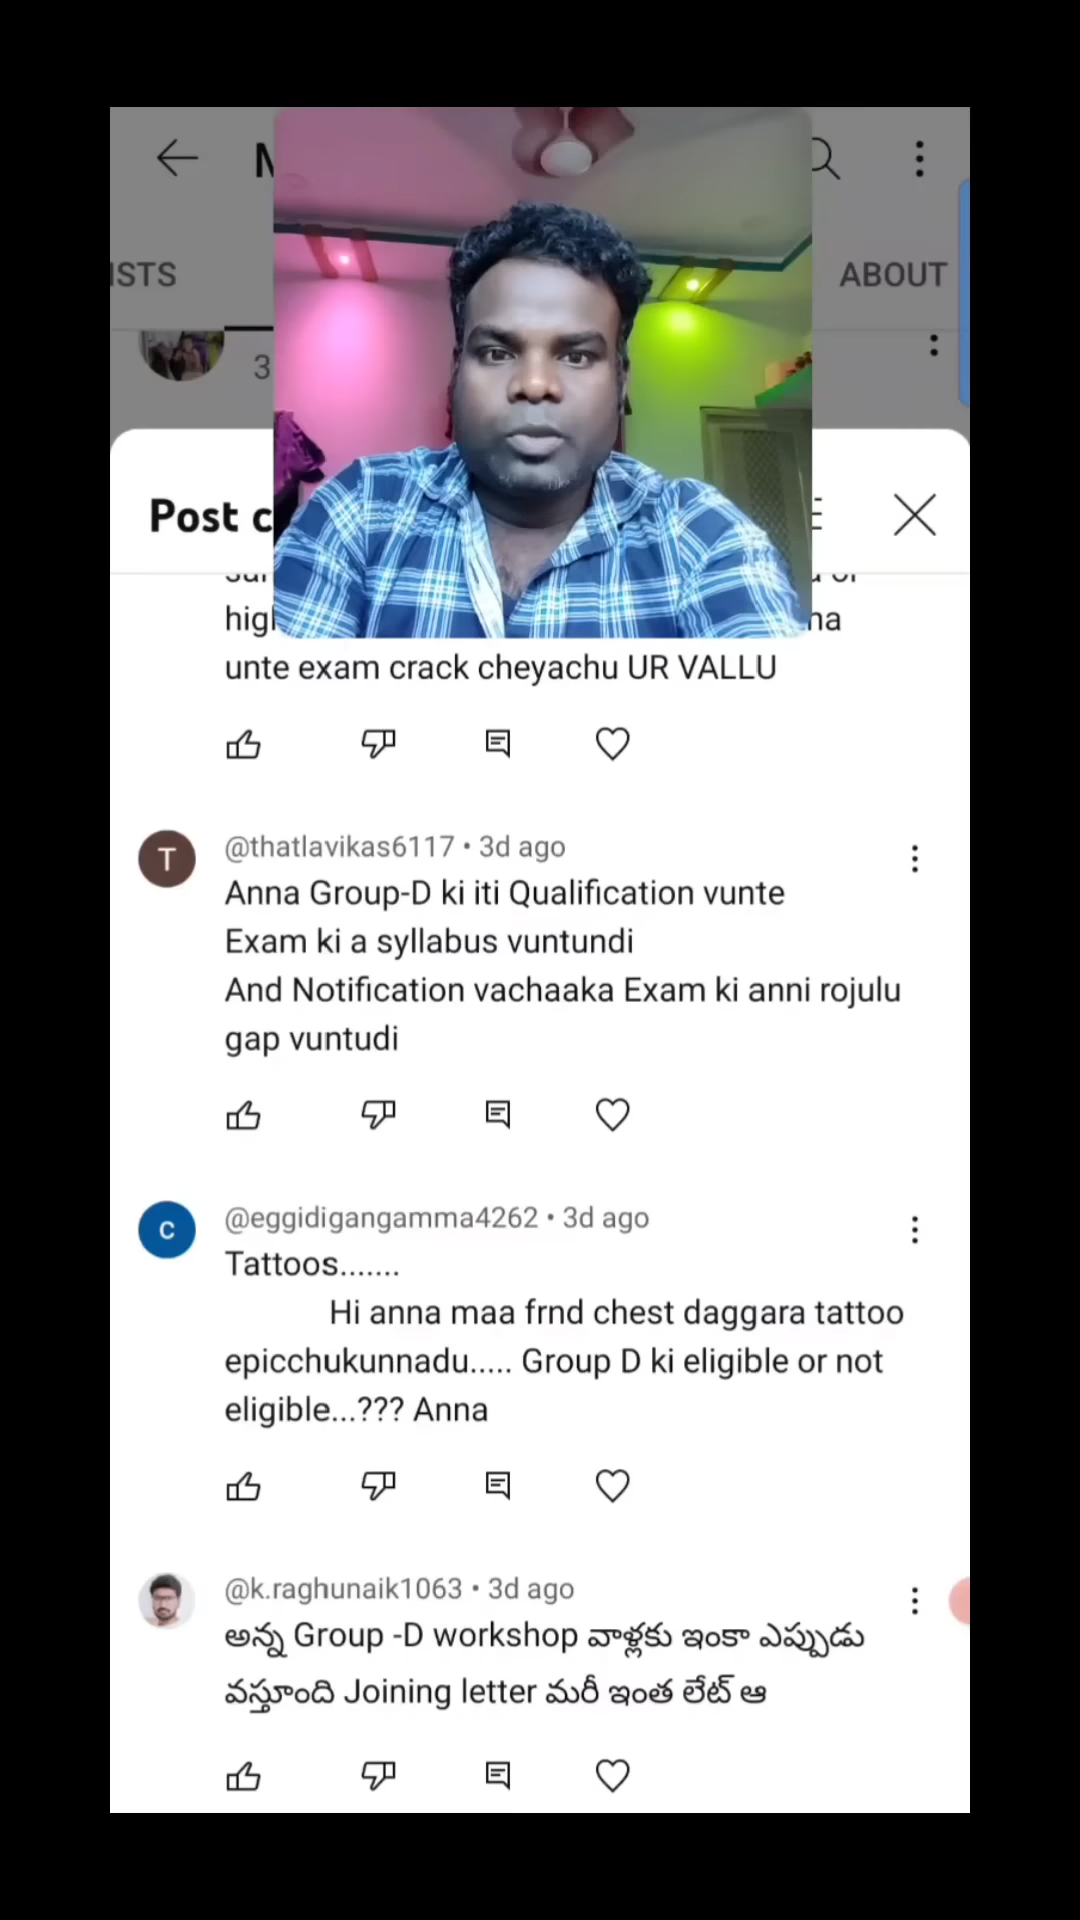 ISTS
ABOUT
3
Post
unte exam crack cheyachu UR VALLU
T
@thatlavikas6117 • 3d ago
Anna Group-D ki iti Qualification vunte
Exam ki a syllabus vuntundi
And Notification vachaaka Exam ki anni rojulu
gap vuntudi
C
@eggidigangamma4262 • 3d ago
Tattoos.......
Hi anna maa frnd chest daggara tattoo
epicchukunnadu..... Group D ki eligible or not
eligible...??? Anna
@k.raghunaik1063 • 3d ago
అన్న Group -D workshop వాళ్లకు ఇంకా ఎప్పుడు
వస్తూంది Joining letter మరీ ఇంత లేట్ ఆ